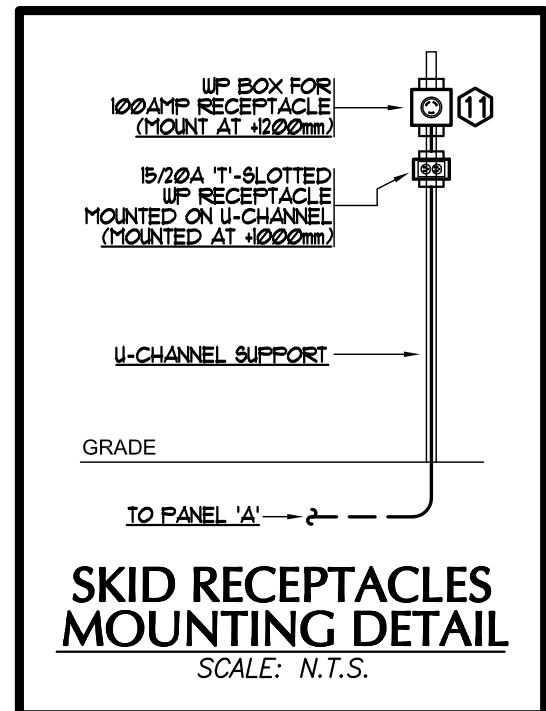 WP BOX FOR
100AMP RECEPTACLE
(MOUNT AT +1200mm)
11
15/20A 'T'-SLOTTED
WP RECEPTACLE
MOUNTED ON U-CHANNEL
(MOUNTED AT +1000mm)
U-CHANNEL SUPPORT
GRADE
TO PANEL 'A'
SKID RECEPTACLES
MOUNTING DETAIL
SCALE: N.T.S.